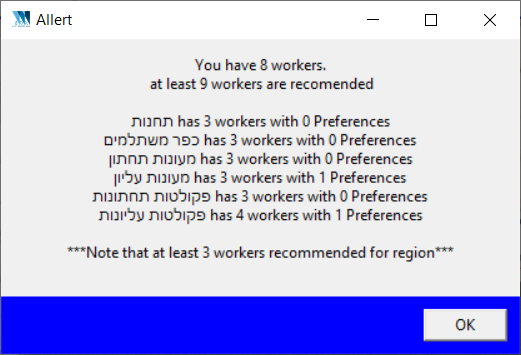 Allert
You have 8 workers.
at least 9 workers are recomended
תחנות has 3 workers with 0 Preferences
כפר משתלמים has 3 workers with 0 Preferences
מעונות תחתון has 3 workers with 0 Preferences
מעונות עליון has 3 workers with 1 Preferences
פקולטות תחתונות has 3 workers with 0 Preferences
פקולטות עליונות has 4 workers with 1 Preferences
***Note that at least 3 workers recommended for region***
OK